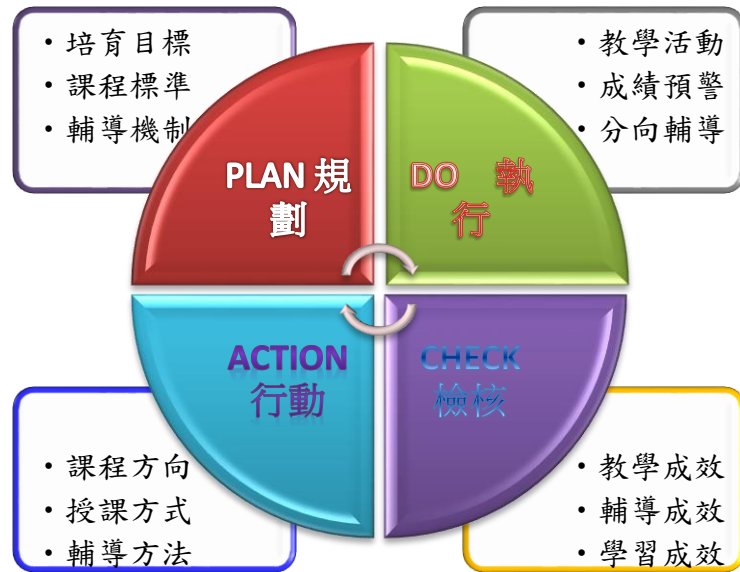 ・培育目標
・課程標準
・輔導機制
・教學活動
・成績預警
・分向輔導
PLAN 規
劃
DO 執
行
ACTION
行動
CHECK
檢核
・課程方向
・授課方式
・輔導方法
・教學成效
・輔導成效
・學習成效